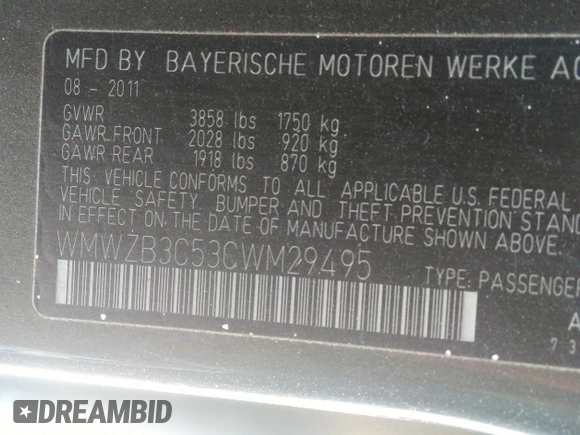 MFD BY BAYERISCHE MOTOREN WERKE AG
08 - 2011
GVWR 3858 lbs 1750 kg
GAWR FRONT 2028 lbs 920 kg
GAWR REAR 1918 lbs 870 kg
THIS VEHICLE CONFORMS TO ALL APPLICABLE U.S. FEDERAL
VEHICLE SAFETY, BUMPER AND THEFT PREVENTION STAN
IN EFFECT ON THE DATE OF MANUFACTURE SHOWN ABOVE.
WMWZB3C53CWM29495 TYPE: PASSENGER
DREAMBID